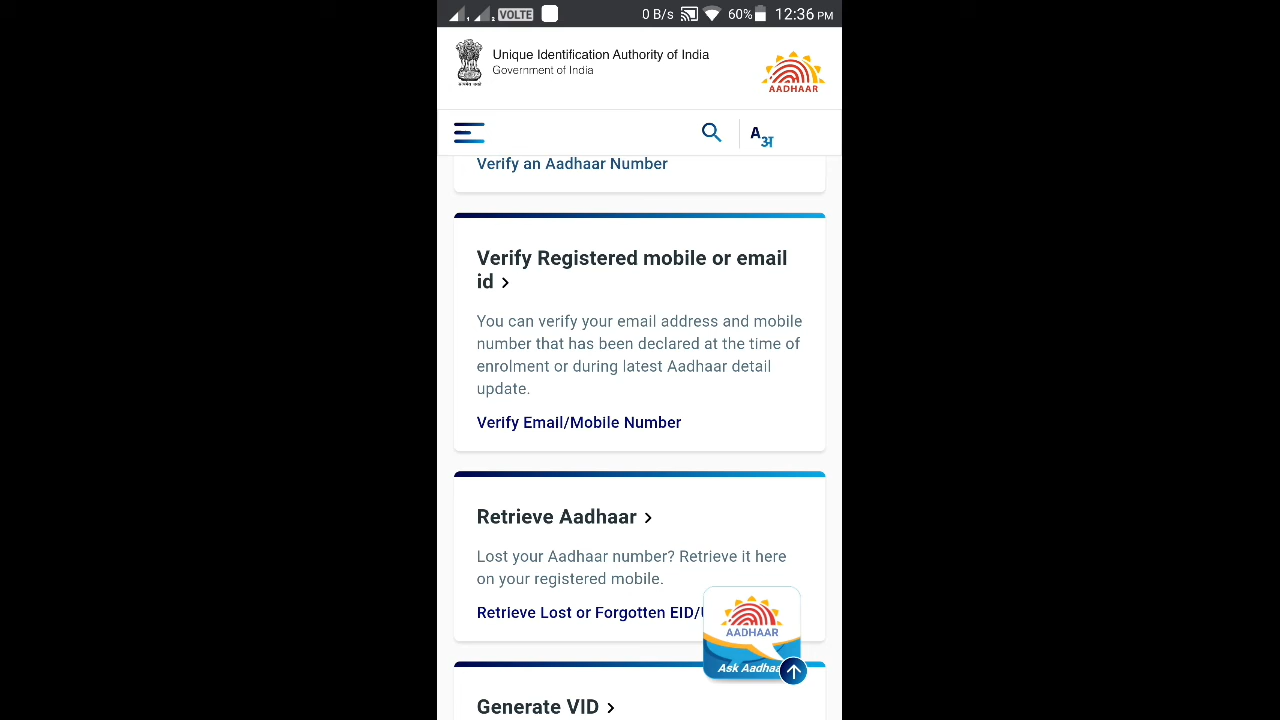 VOLTE
0 B/s
60%
12:36 PM
Unique Identification Authority of India
Government of India
AADHAAR
A अ
Verify an Aadhaar Number
Verify Registered mobile or email
id >
You can verify your email address and mobile
number that has been declared at the time of
enrolment or during latest Aadhaar detail
update.
Verify Email/Mobile Number
Retrieve Aadhaar >
Lost your Aadhaar number? Retrieve it here
on your registered mobile.
Retrieve Lost or Forgotten EID/
AADHAAR
Ask Aadhaa
Generate VID >